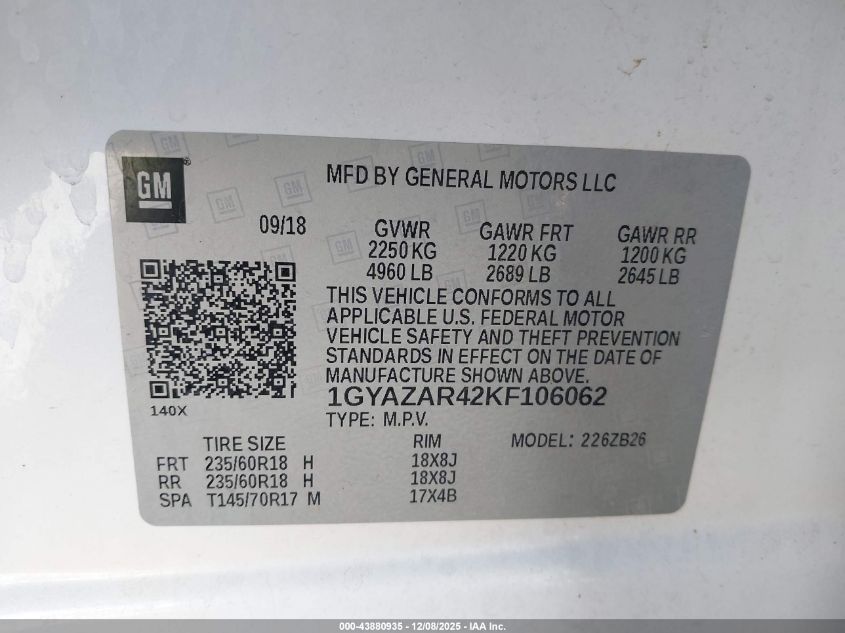 GM
MFD BY GENERAL MOTORS LLC
09/18
GVWR GAWR FRT GAWR RR
2250 KG 1220 KG 1200 KG
4960 LB 2689 LB 2645 LB
THIS VEHICLE CONFORMS TO ALL
APPLICABLE U.S. FEDERAL MOTOR
VEHICLE SAFETY AND THEFT PREVENTION
STANDARDS IN EFFECT ON THE DATE OF
MANUFACTURE SHOWN ABOVE.
1GYAZAR42KF106062
140X
TYPE: M.P.V.
TIRE SIZE RIM MODEL: 226ZB26
FRT 235/60R18 H 18X8J
RR 235/60R18 H 18X8J
SPA T145/70R17 M 17X4B
000-43880935 - 12/08/2025 - IAA Inc.